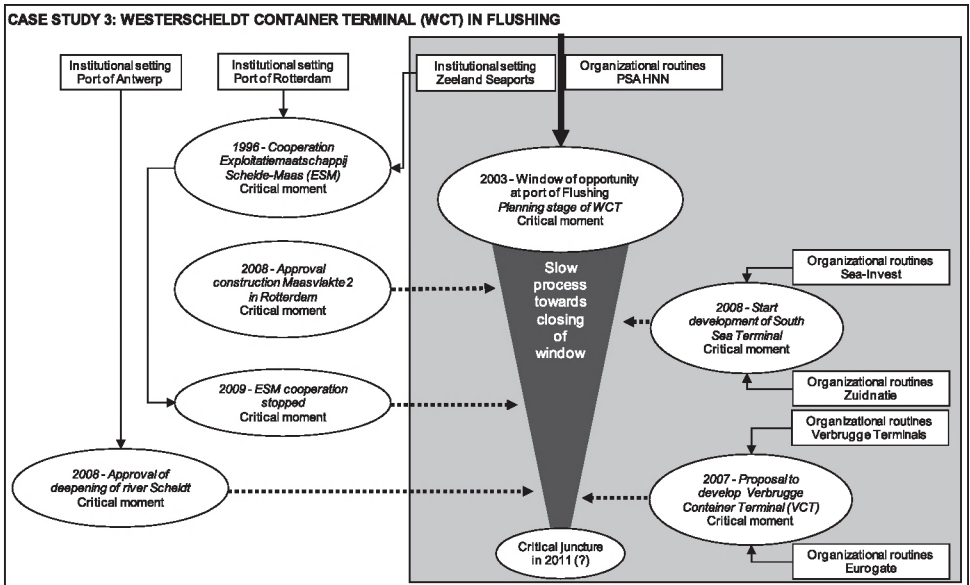 CASE STUDY 3: WESTERSCHELDT CONTAINER TERMINAL (WCT) IN FLUSHING
Institutional setting
Port of Antwerp
Institutional setting
Port of Rotterdam
Institutional setting
Zeeland Seaports
Organizational routines
PSA HNN
1996 - Cooperation
Exploitatiemaatschappij
Schelde-Maas (ESM)
Critical moment
2003 - Window of opportunity
at port of Flushing
Planning stage of WCT
Critical moment
2008 - Approval
construction Maasvlakte 2
in Rotterdam
Critical moment
Slow
process
towards
closing
of
window
Organizational routines
Sea-Invest
2008 - Start
development of South
Sea Terminal
Critical moment
Organizational routines
Zuidnatie
2009 - ESM cooperation
stopped
Critical moment
Organizational routines
Verbrugge Terminals
2008 - Approval of
deepening of river Scheldt
Critical moment
2007 - Proposal to
develop Verbrugge
Container Terminal (VCT)
Critical moment
Critical juncture
in 2011 (?)
Organizational routines
Eurogate